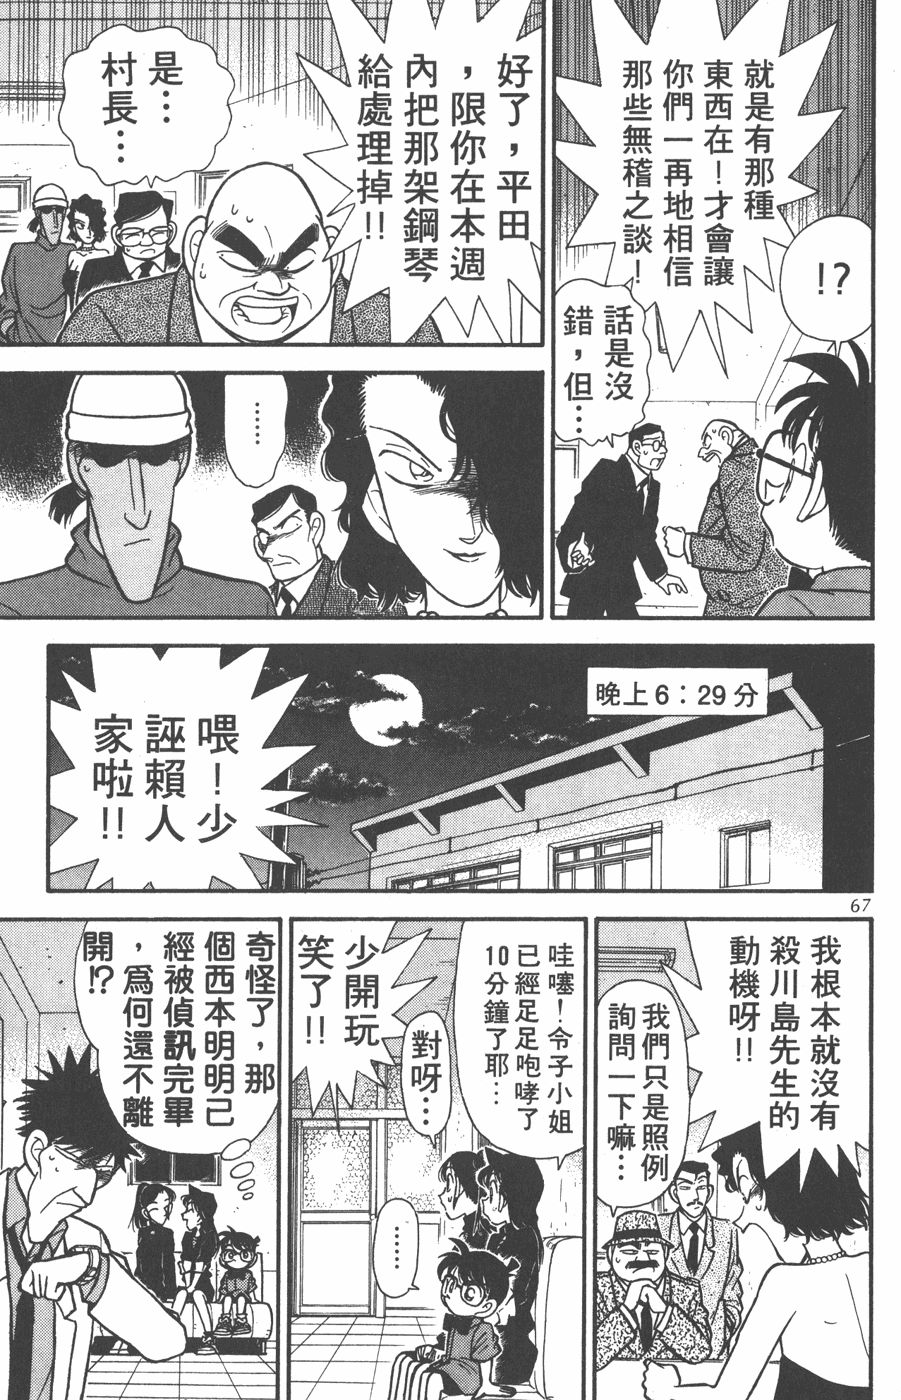 !?
就是有那種
東西在！才會讓
你們一再地相信
那些無稽之談！
話是沒
錯，但…
好了，平田
，限你在本週
內把那架鋼琴
給處理掉!!
是…
村長…
……
晚上6：29分
喂！少
誣賴人
家啦!!
67
我根本就沒有
殺川島先生的
動機呀!!
我們只是照例
詢問一下嘛…
哇噻！令子小姐
已經足足咆哮了
10分鐘了耶…
對呀…
少開玩
笑了!!
……
奇怪了，那
個西本明明已
經被偵訊完畢
，為何還不離
開!?